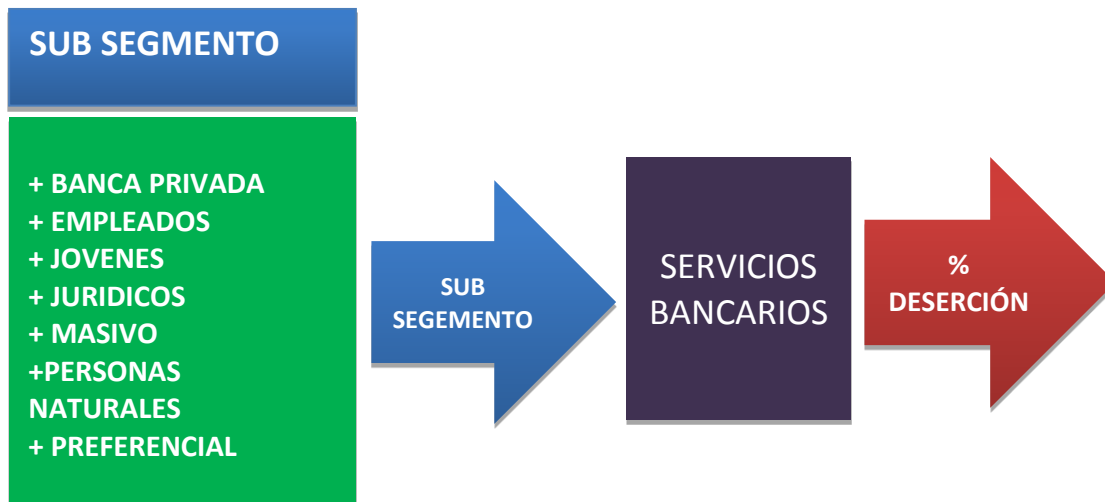 SUB SEGMENTO
+ BANCA PRIVADA
+ EMPLEADOS
+ JOVENES
+ JURIDICOS
+ MASIVO
+PERSONAS
NATURALES
+ PREFERENCIAL
SUB
SEGEMENTO
SERVICIOS
BANCARIOS
%
DESERCIÓN